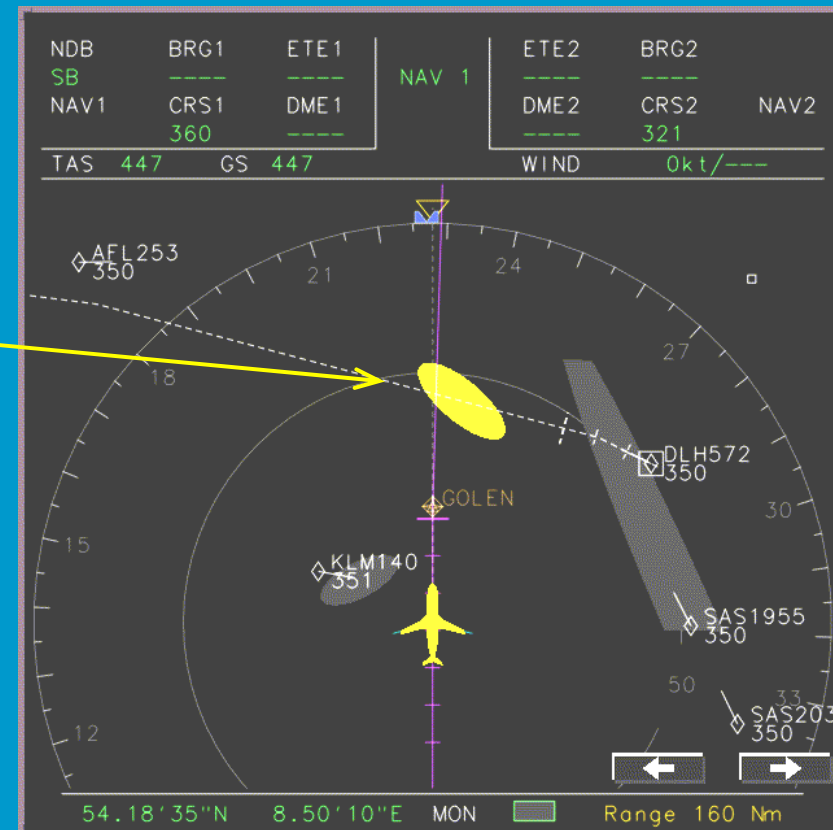 NDB BRG1 ETE1 ETE2 BRG2
SB ---- ---- NAV 1 ---- ----
NAV1 CRS1 DME1 DME2 CRS2 NAV2
360 ---- ---- 321
TAS 447 GS 447 WIND 0kt/---
AFL253
350
21
24
18
27
DLH572
350
GOLEN
30
15
KLM140
351
SAS1955
350
50
33
SAS203
350
12
54.18'35"N 8.50'10"E MON Range 160 Nm